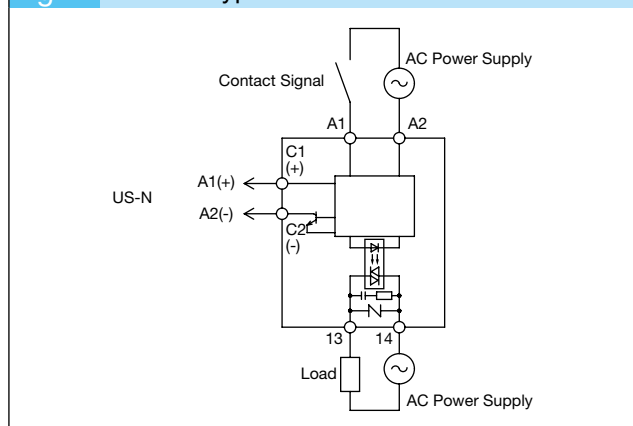 AC Power Supply
Contact Signal
A1
A2
C1
(+)
A1(+)
US-N
A2(-)
C2
(-)
13
14
Load
AC Power Supply